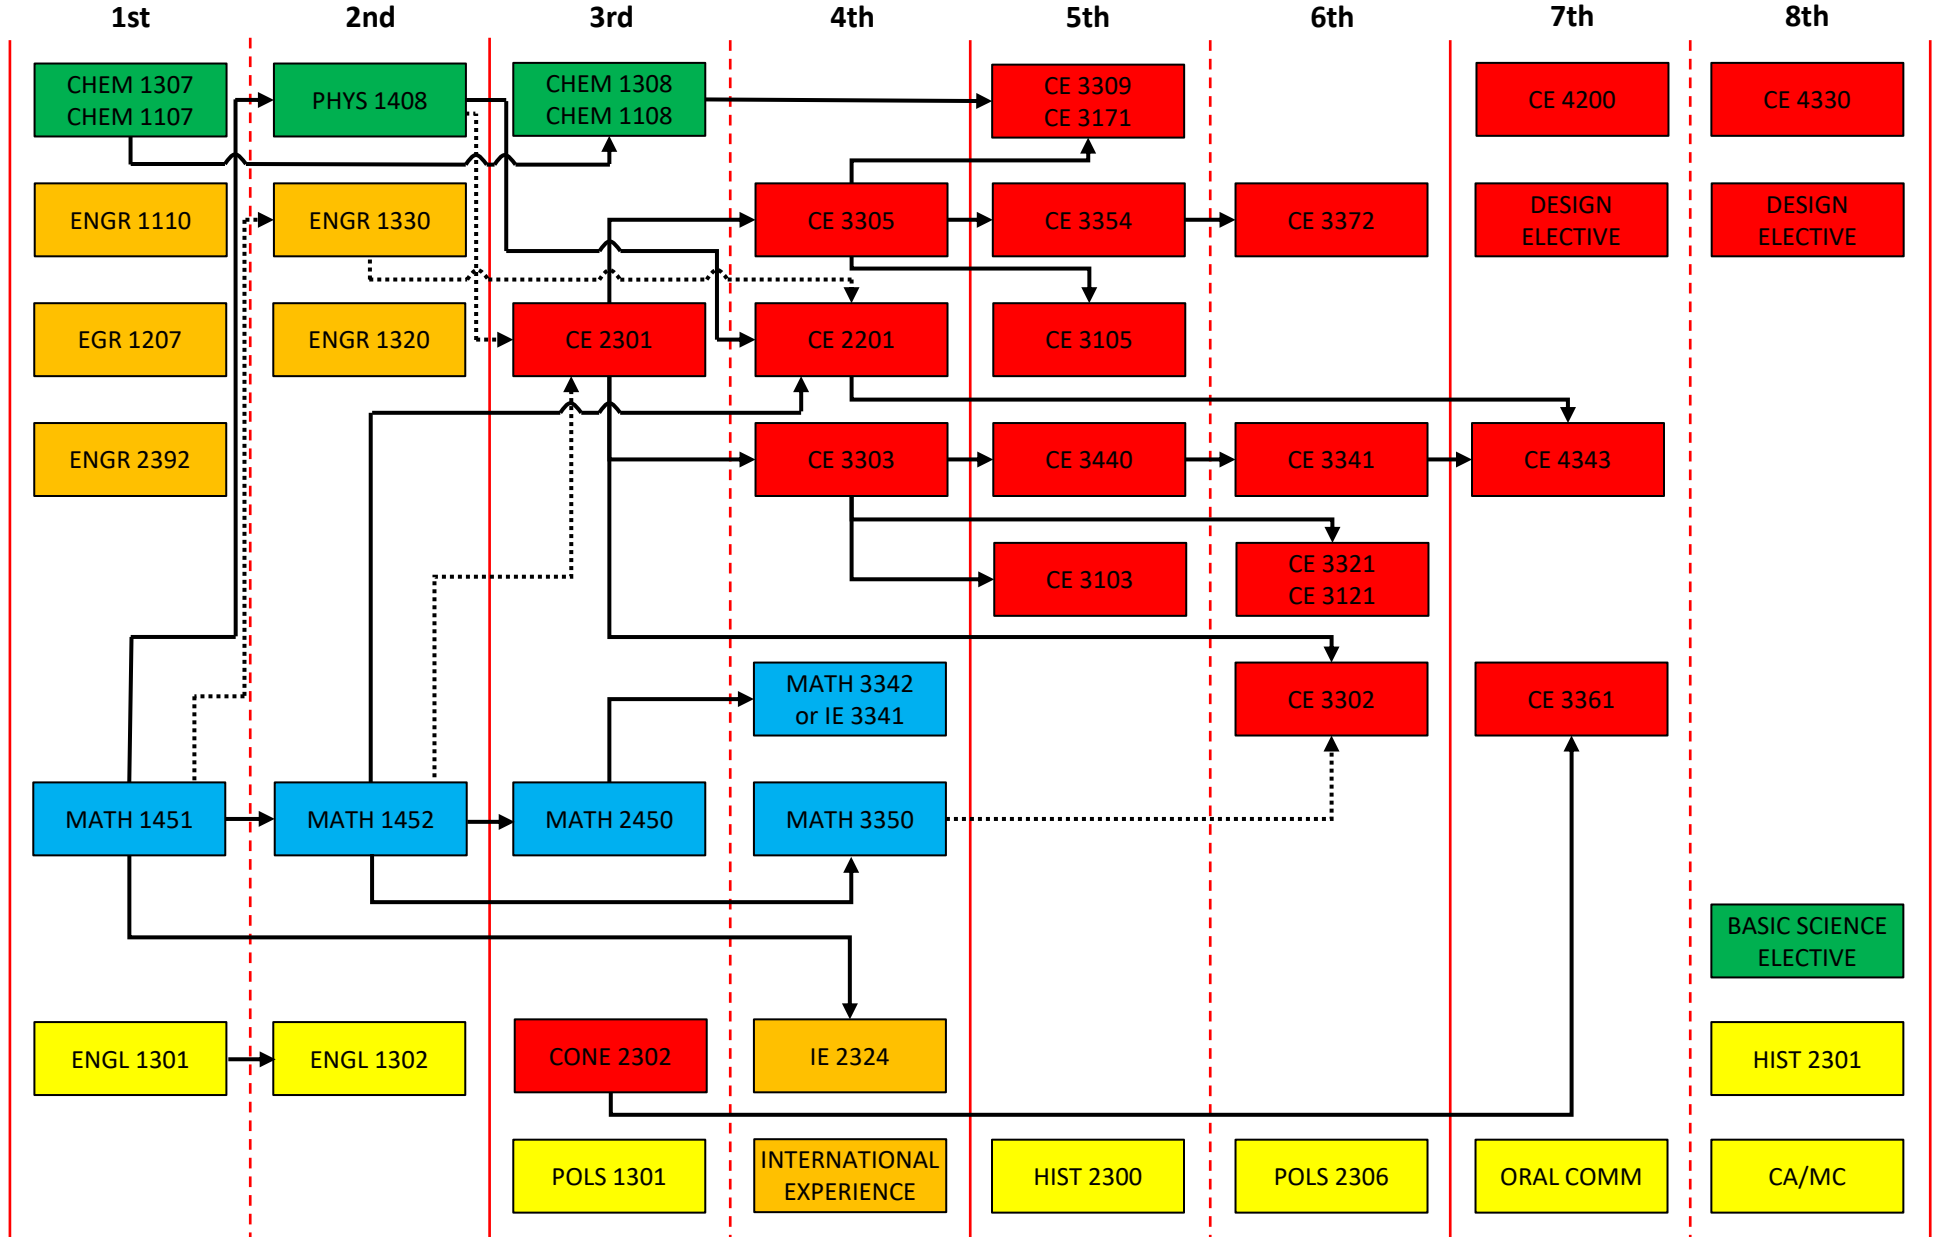 1st
2nd
3rd
4th
5th
6th
7th
8th
CHEM 1307
CHEM 1107
PHYS 1408
CHEM 1308
CHEM 1108
CE 3309
CE 3171
CE 4200
CE 4330
ENGR 1110
ENGR 1330
CE 3305
CE 3354
CE 3372
DESIGN
ELECTIVE
DESIGN
ELECTIVE
EGR 1207
ENGR 1320
CE 2301
CE 2201
CE 3105
ENGR 2392
CE 3303
CE 3440
CE 3341
CE 4343
CE 3103
CE 3321
CE 3121
MATH 3342
or IE 3341
CE 3302
CE 3361
MATH 1451
MATH 1452
MATH 2450
MATH 3350
BASIC SCIENCE
ELECTIVE
ENGL 1301
ENGL 1302
CONE 2302
IE 2324
HIST 2301
POLS 1301
INTERNATIONAL
EXPERIENCE
HIST 2300
POLS 2306
ORAL COMM
CA/MC